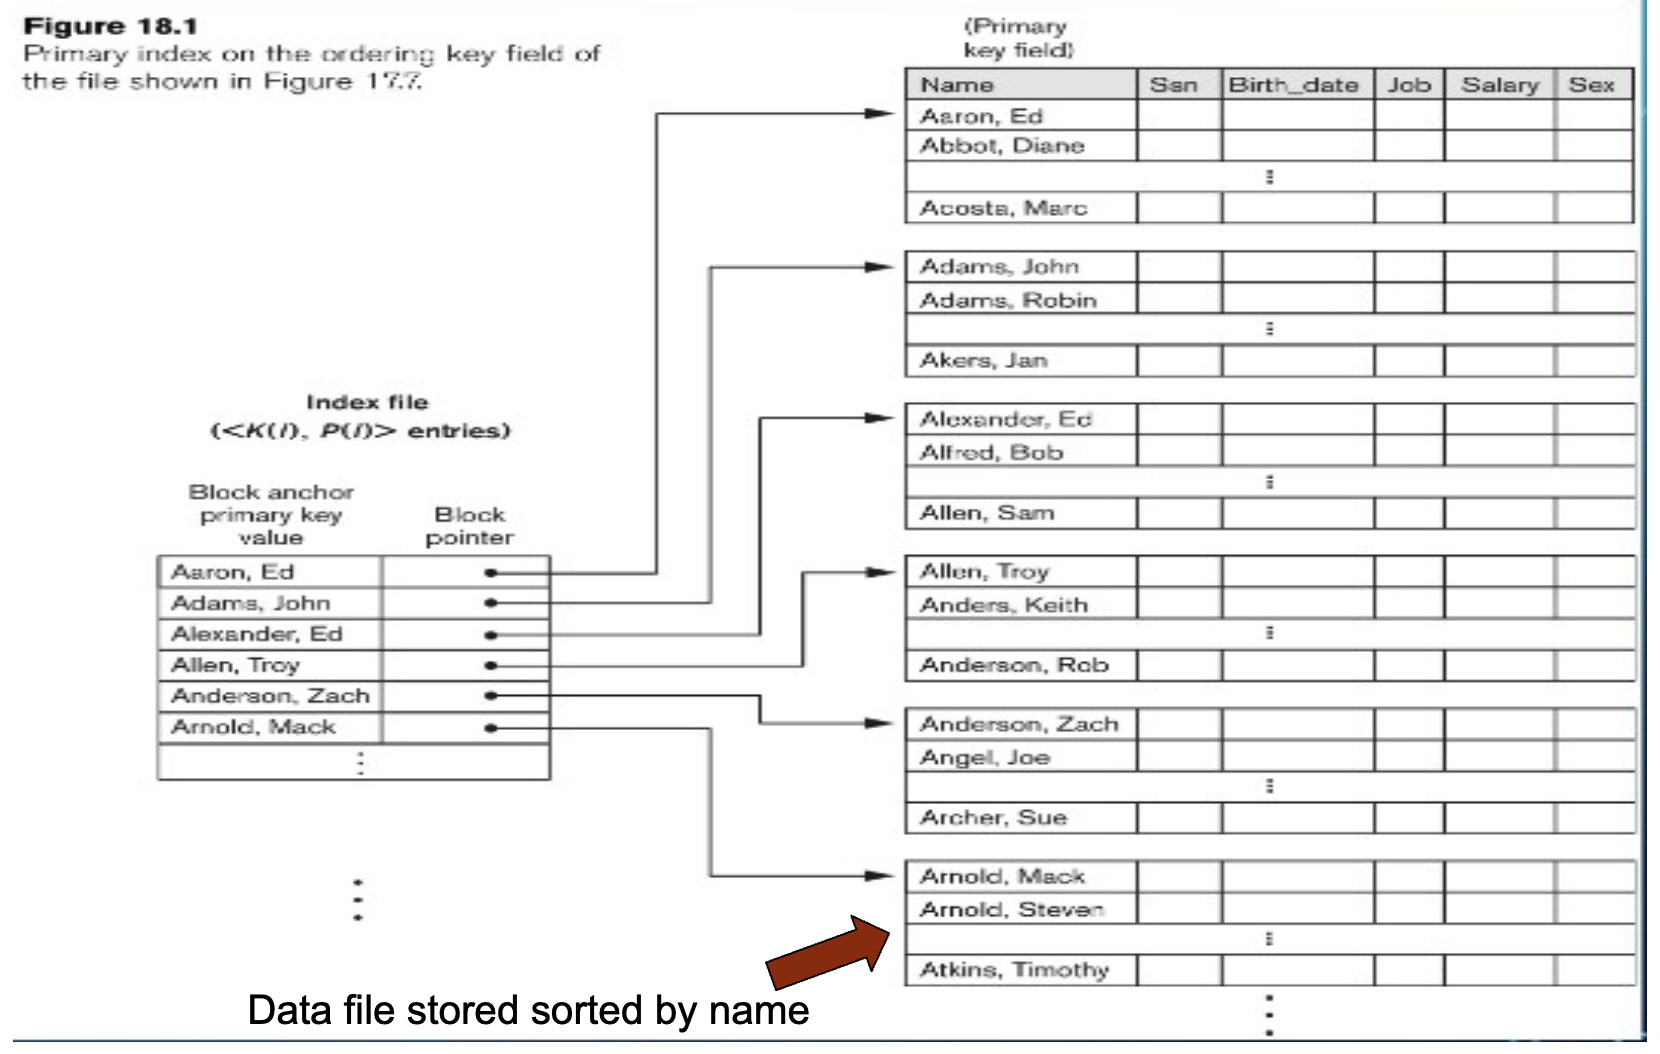 Figure 18.1
Primary index on the ordering key field of
the file shown in Figure 17.7.
(Primary
key field)
Name Ssn Birth_date Job Salary Sex
Aaron, Ed
Abbot, Diane
⋮
Acosta, Marc
Adams, John
Adams, Robin
⋮
Akers, Jan
Alexander, Ed
Alfred, Bob
⋮
Allen, Sam
Allen, Troy
Anders, Keith
⋮
Anderson, Rob
Anderson, Zach
Angel, Joe
⋮
Archer, Sue
Arnold, Mack
Arnold, Steven
⋮
Atkins, Timothy
⋮
Index file
(<K(i), P(i)> entries)
Block anchor
primary key
value
Block
pointer
Aaron, Ed
Adams, John
Alexander, Ed
Allen, Troy
Anderson, Zach
Arnold, Mack
⋮
⋮
Data file stored sorted by name